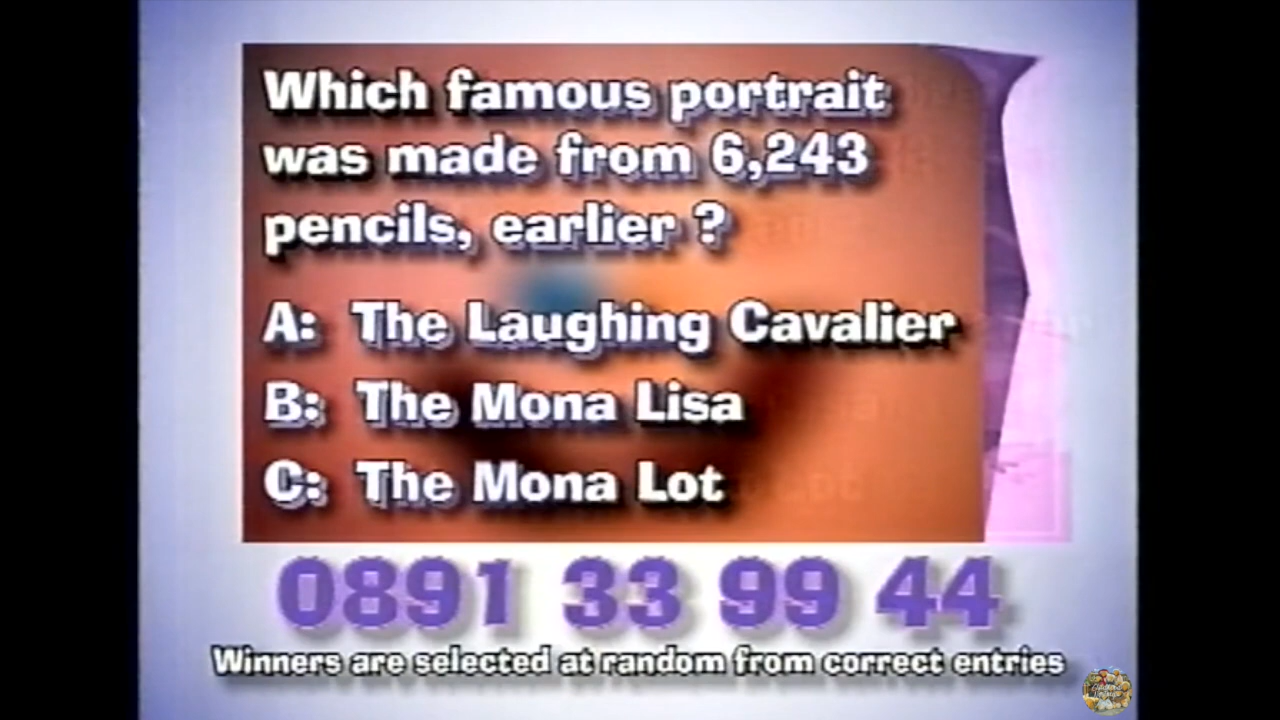 Which famous portrait
was made from 6,243
pencils, earlier ?
A: The Laughing Cavalier
B: The Mona Lisa
C: The Mona Lot
0891 33 99 44
Winners are selected at random from correct entries